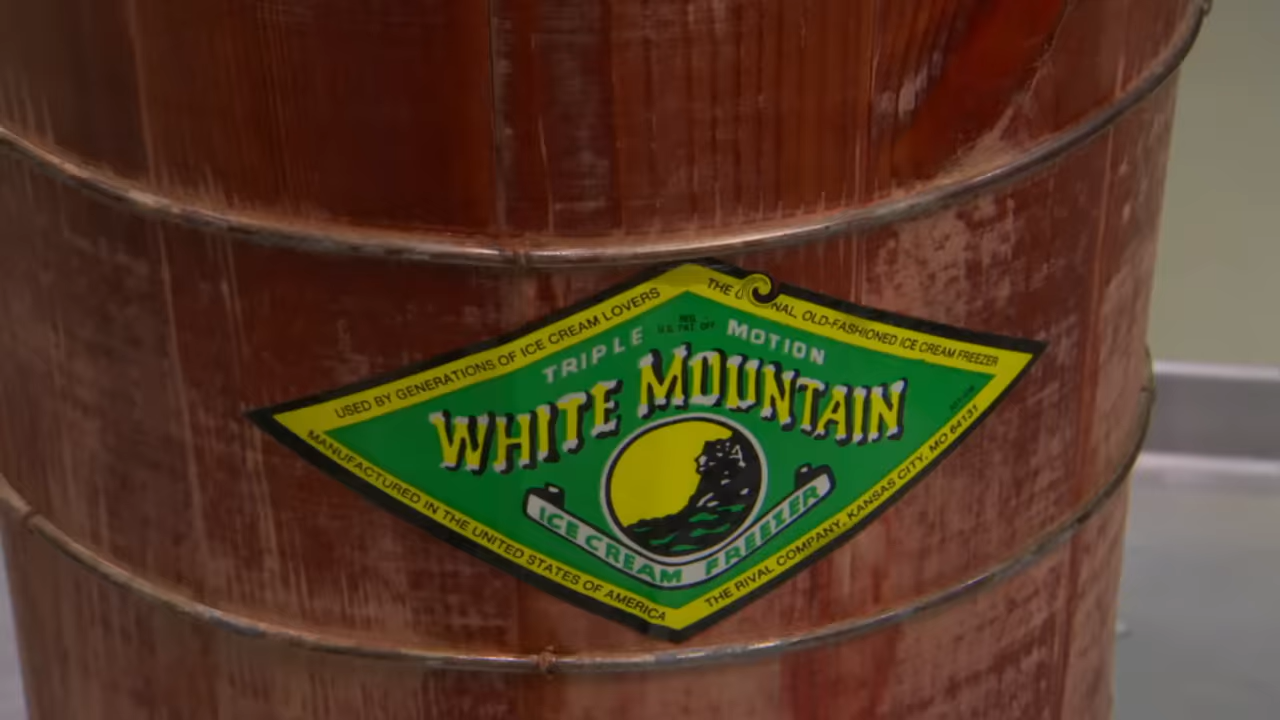 USED BY GENERATIONS OF ICE CREAM LOVERS
THE NAL OLD-FASHIONED ICE CREAM FREEZER
TRIPLE MOTION
REG. U.S. PAT. OFF
WHITE MOUNTAIN
ICE CREAM FREEZER
MANUFACTURED IN THE UNITED STATES OF AMERICA
THE RIVAL COMPANY, KANSAS CITY, MO 64131